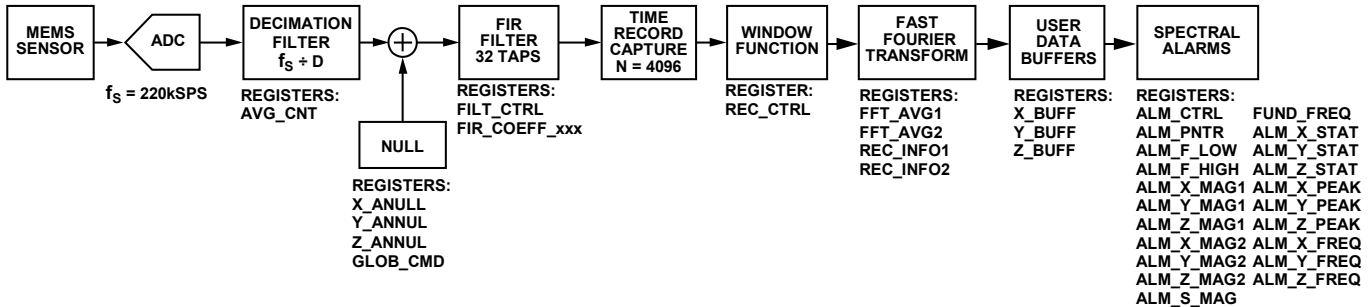 MEMS
SENSOR
ADC
fS = 220kSPS
DECIMATION
FILTER
fS ÷ D
REGISTERS:
AVG_CNT
+
NULL
REGISTERS:
X_ANULL
Y_ANNUL
Z_ANNUL
GLOB_CMD
FIR
FILTER
32 TAPS
REGISTERS:
FILT_CTRL
FIR_COEFF_xxx
TIME
RECORD
CAPTURE
N = 4096
WINDOW
FUNCTION
REGISTER:
REC_CTRL
FAST
FOURIER
TRANSFORM
REGISTERS:
FFT_AVG1
FFT_AVG2
REC_INFO1
REC_INFO2
USER
DATA
BUFFERS
REGISTERS:
X_BUFF
Y_BUFF
Z_BUFF
SPECTRAL
ALARMS
REGISTERS:
ALM_CTRL FUND_FREQ
ALM_PNTR ALM_X_STAT
ALM_F_LOW ALM_Y_STAT
ALM_F_HIGH ALM_Z_STAT
ALM_X_MAG1 ALM_X_PEAK
ALM_Y_MAG1 ALM_Y_PEAK
ALM_Z_MAG1 ALM_Z_PEAK
ALM_X_MAG2 ALM_X_FREQ
ALM_Y_MAG2 ALM_Y_FREQ
ALM_Z_MAG2 ALM_Z_FREQ
ALM_S_MAG